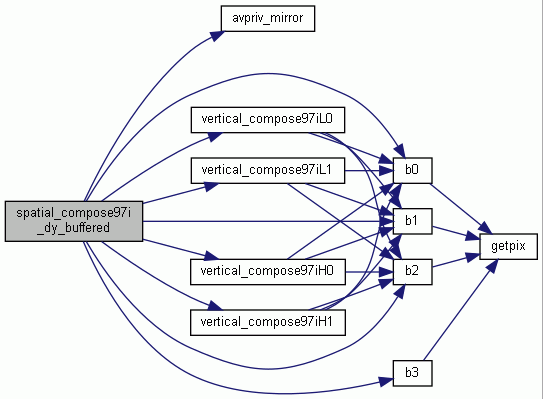 avpriv_mirror
vertical_compose97iL0
vertical_compose97iL1
b0
spatial_compose97i
_dy_buffered
b1
getpix
vertical_compose97iH0
b2
vertical_compose97iH1
b3